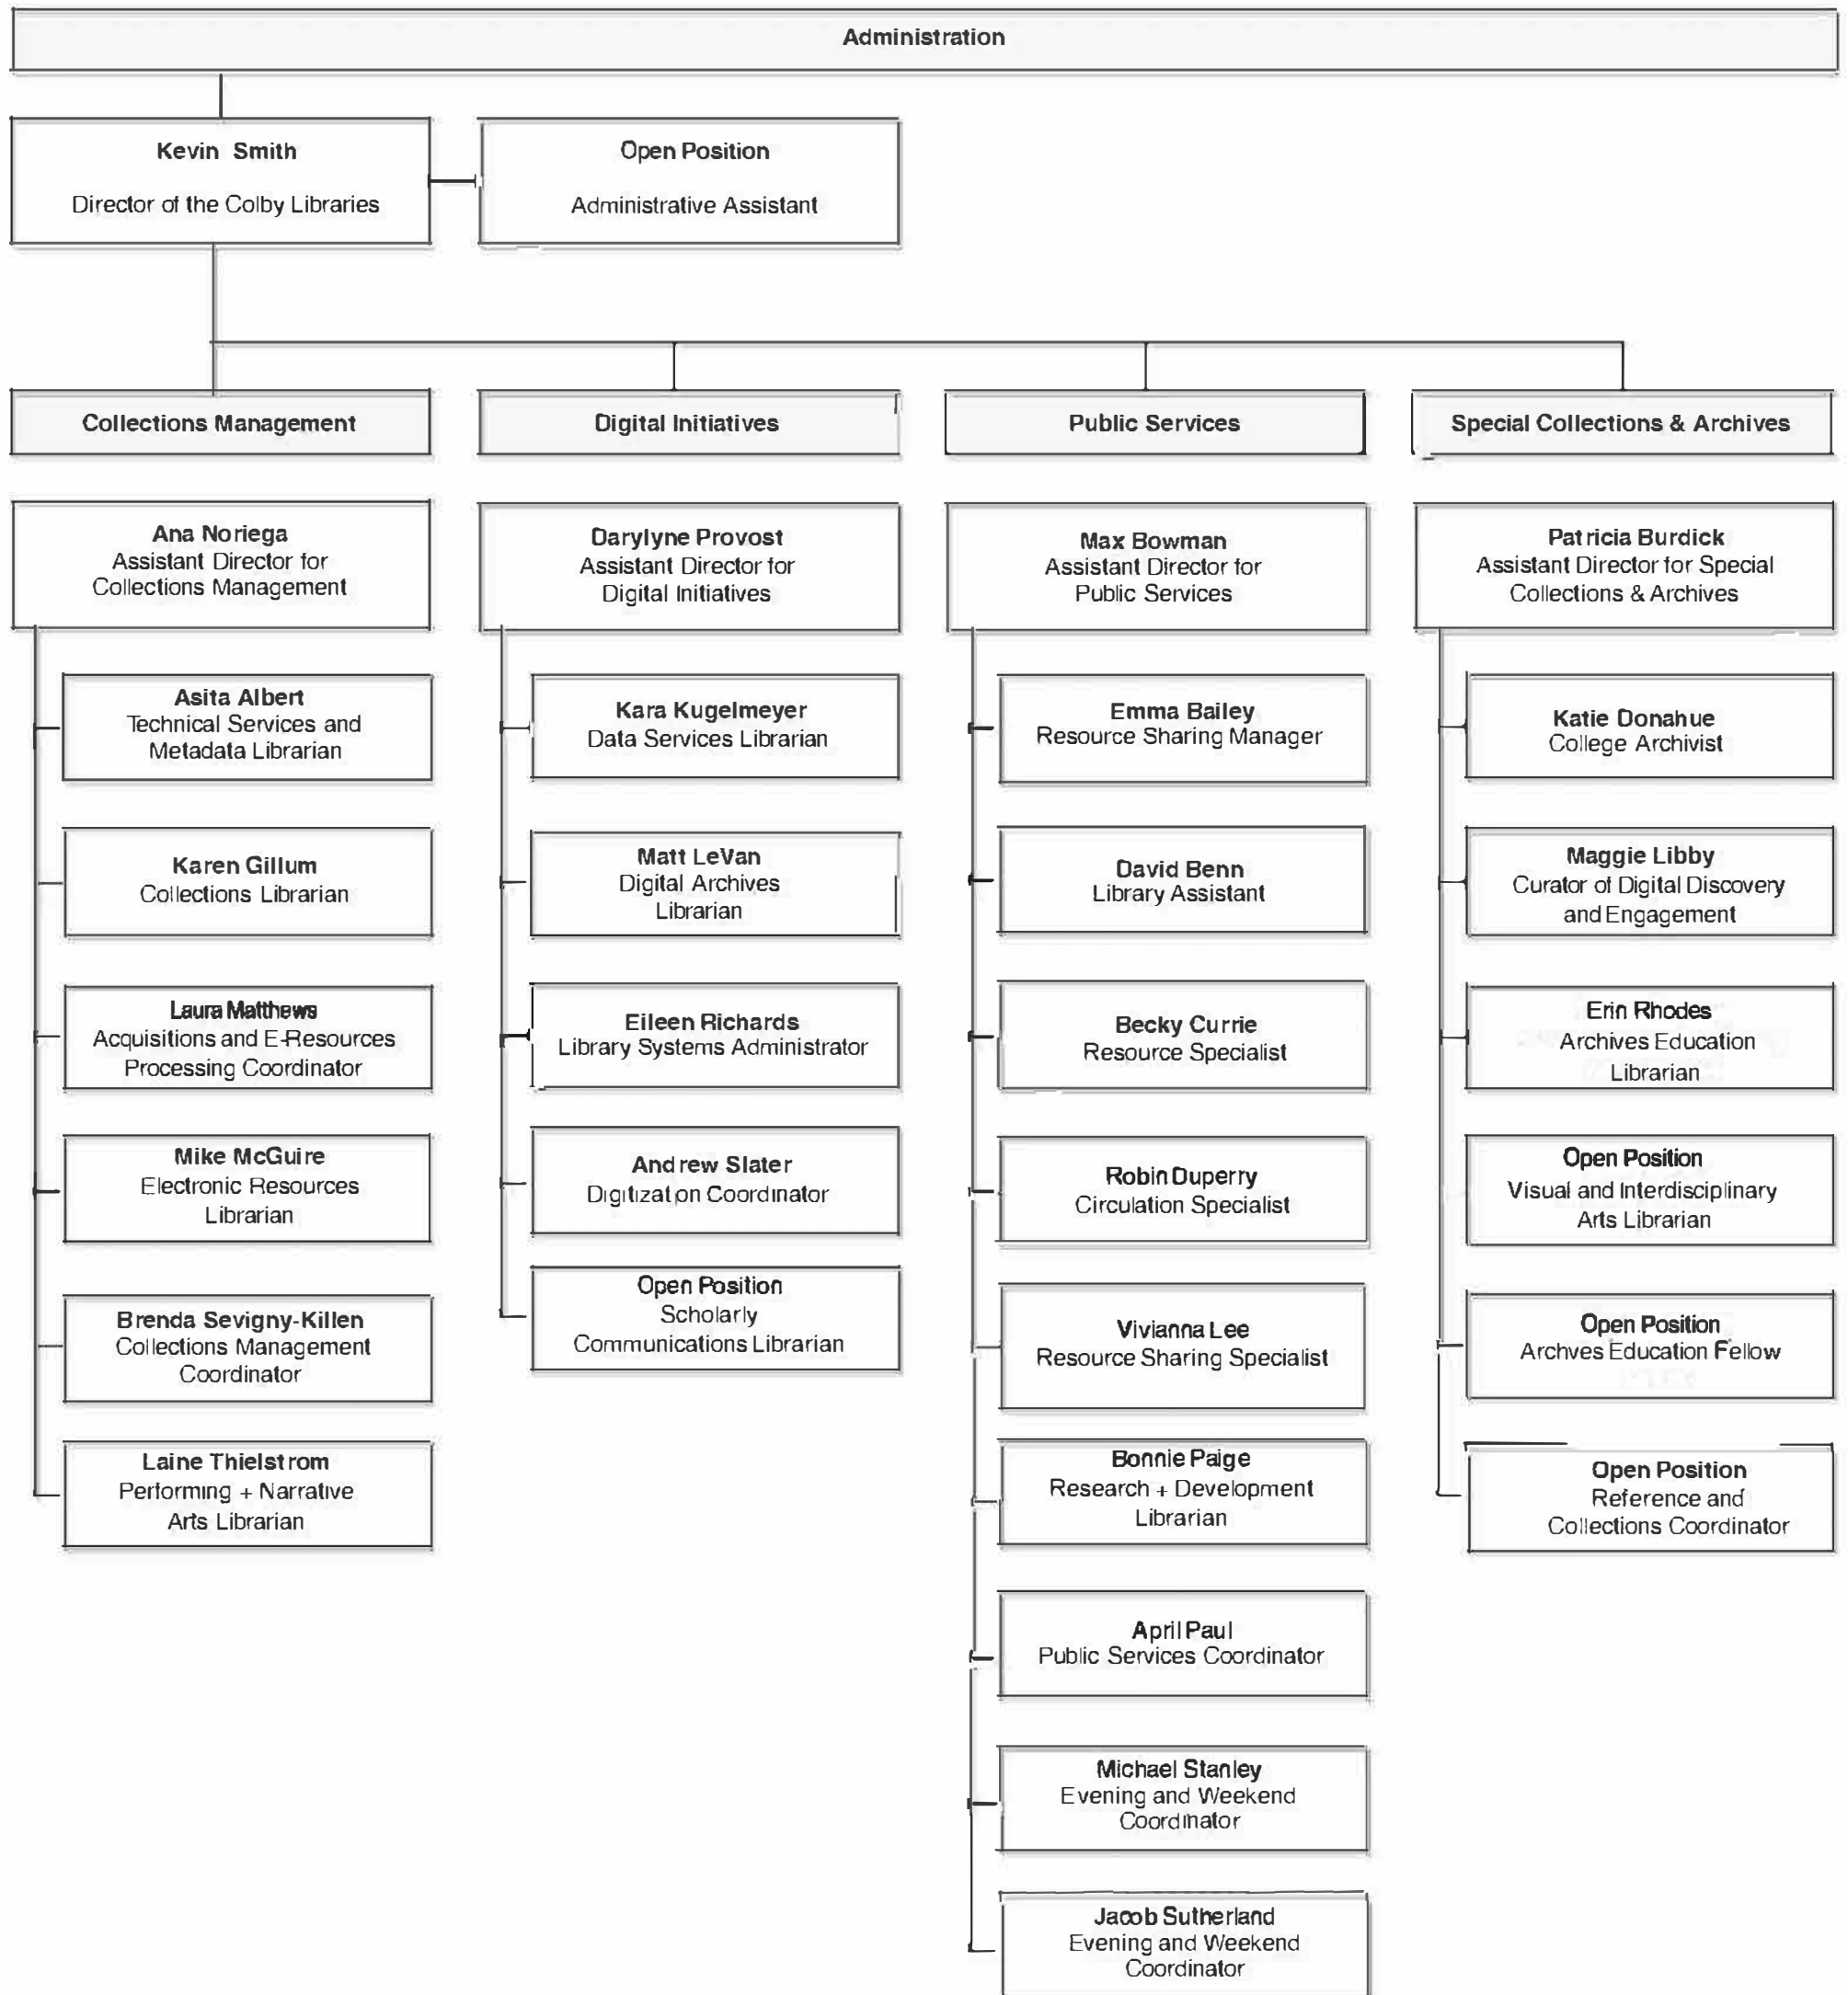 Administration
Kevin Smith
Director of the Colby Libraries
Open Position
Administrative Assistant
Collections Management
Ana Noriega
Assistant Director for
Collections Management
Asita Albert
Technical Services and
Metadata Librarian
Karen Gillum
Collections Librarian
Laura Matthews
Acquisitions and E-Resources
Processing Coordinator
Mike McGuire
Electronic Resources
Librarian
Brenda Sevigny-Killen
Collections Management
Coordinator
Laine Thielstrom
Performing + Narrative
Arts Librarian
Digital Initiatives
Darylyne Provost
Assistant Director for
Digital Initiatives
Kara Kugelmeyer
Data Services Librarian
Matt LeVan
Digital Archives
Librarian
Eileen Richards
Library Systems Administrator
Andrew Slater
Digitization Coordinator
Open Position
Scholarly
Communications Librarian
Public Services
Max Bowman
Assistant Director for
Public Services
Emma Bailey
Resource Sharing Manager
David Benn
Library Assistant
Becky Currie
Resource Specialist
Robin Duperry
Circulation Specialist
Vivianna Lee
Resource Sharing Specialist
Bonnie Paige
Research + Development
Librarian
April Paul
Public Services Coordinator
Michael Stanley
Evening and Weekend
Coordinator
Jacob Sutherland
Evening and Weekend
Coordinator
Special Collections & Archives
Patricia Burdick
Assistant Director for Special
Collections & Archives
Katie Donahue
College Archivist
Maggie Libby
Curator of Digital Discovery
and Engagement
Erin Rhodes
Archives Education
Librarian
Open Position
Visual and Interdisciplinary
Arts Librarian
Open Position
Archves Education Fellow
Open Position
Reference and
Collections Coordinator